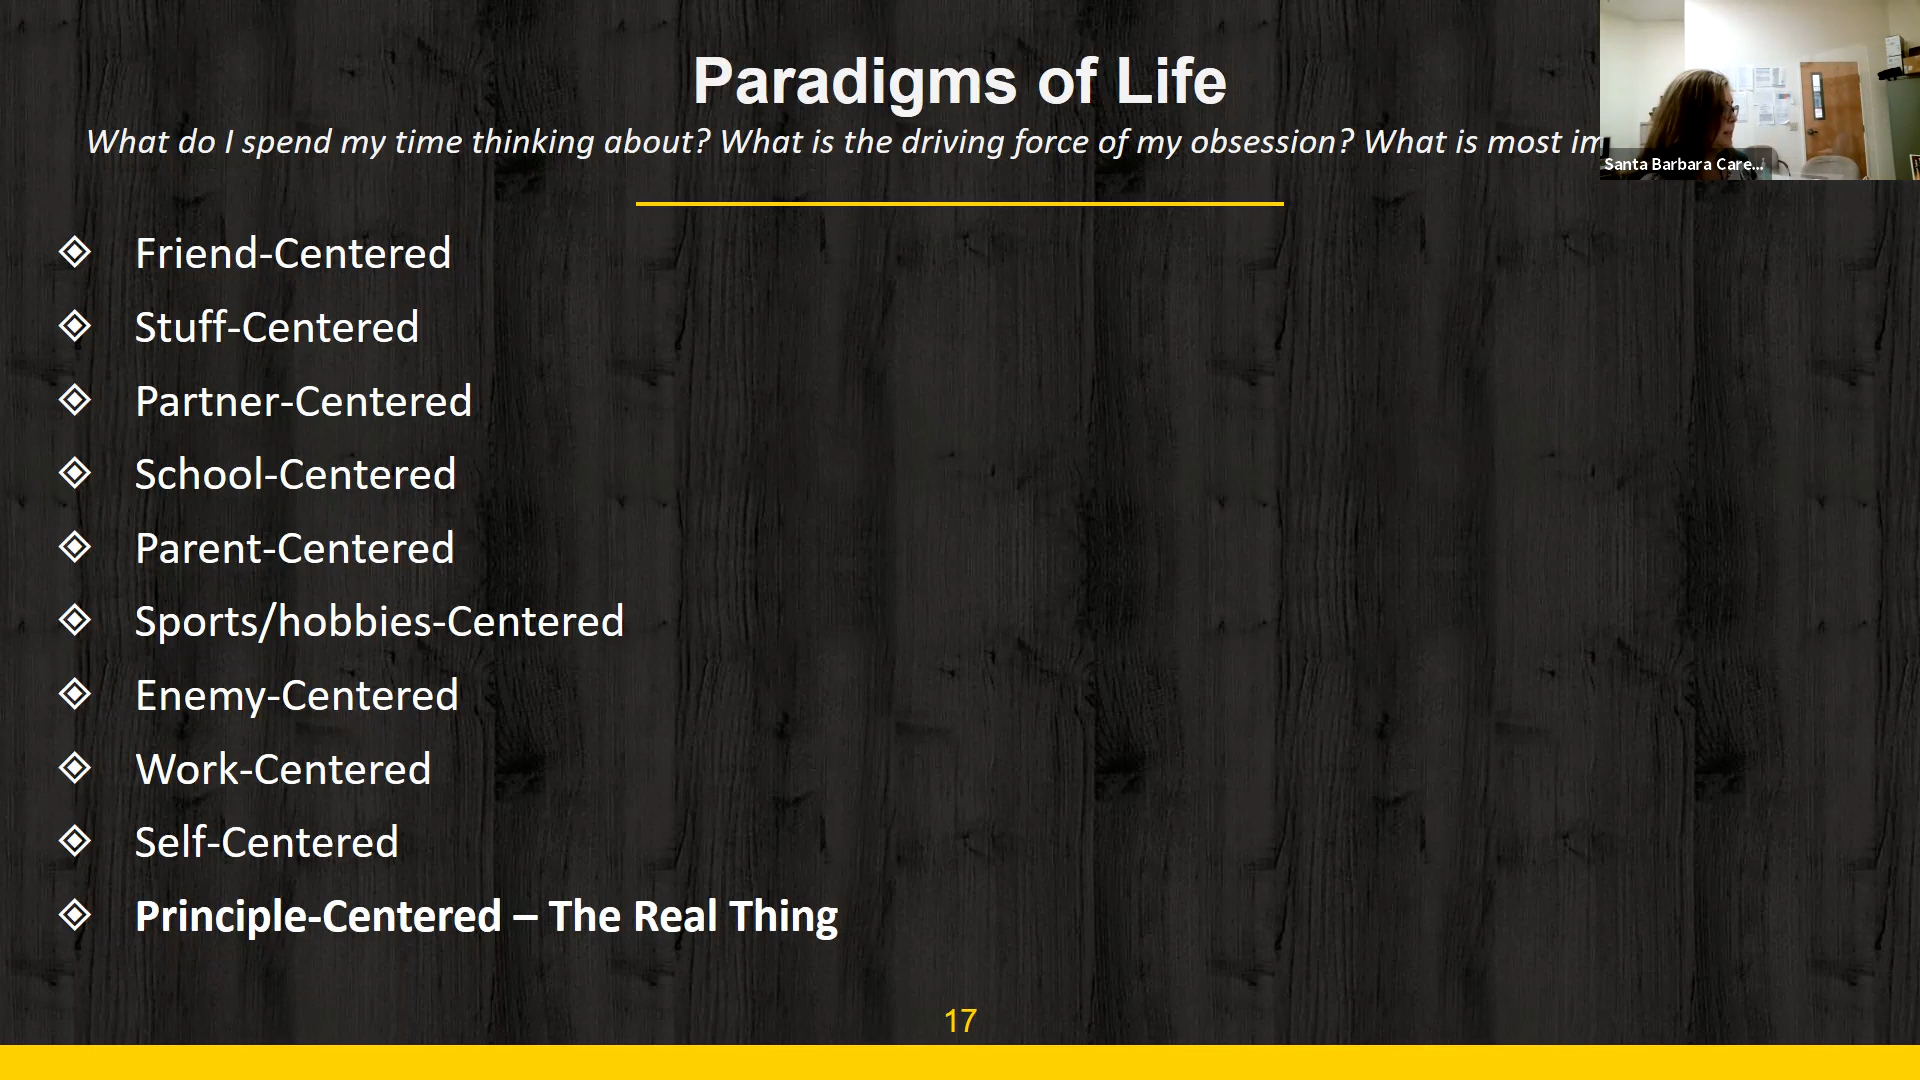 Paradigms of Life
What do I spend my time thinking about? What is the driving force of my obsession? What is most im
Santa Barbara Care...
Friend-Centered
Stuff-Centered
Partner-Centered
School-Centered
Parent-Centered
Sports/hobbies-Centered
Enemy-Centered
Work-Centered
Self-Centered
Principle-Centered – The Real Thing
17